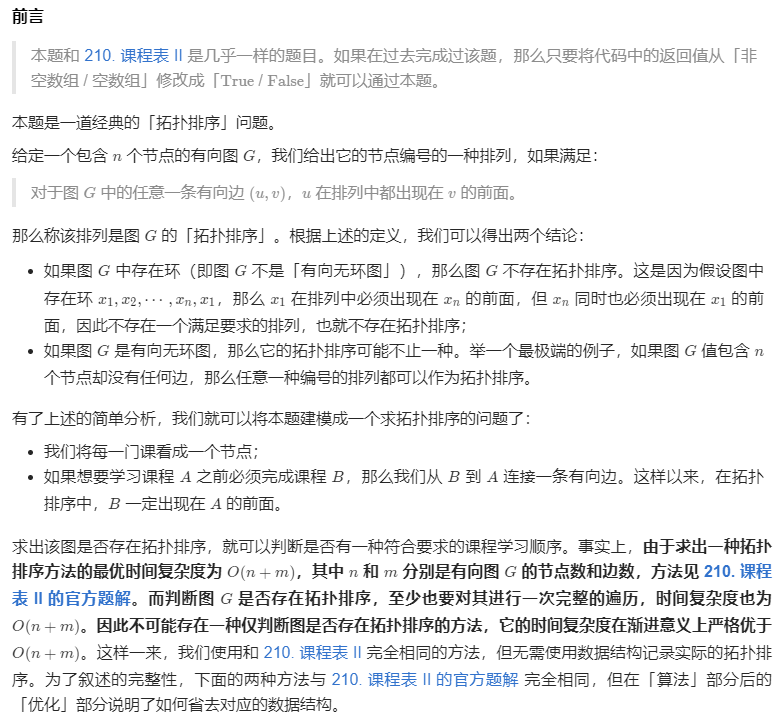 前言
本题和 210. 课程表 II 是几乎一样的题目。如果在过去完成过该题，那么只要将代码中的返回值从「非
空数组 / 空数组」修改成「True / False」就可以通过本题。
本题是一道经典的「拓扑排序」问题。
给定一个包含 n 个节点的有向图 G，我们给出它的节点编号的一种排列，如果满足：
对于图 G 中的任意一条有向边 (u, v)，u 在排列中都出现在 v 的前面。
那么称该排列是图 G 的「拓扑排序」。根据上述的定义，我们可以得出两个结论：
• 如果图 G 中存在环（即图 G 不是「有向无环图」），那么图 G 不存在拓扑排序。这是因为假设图中
存在环 x₁, x₂, ⋯ , xₙ, x₁，那么 x₁ 在排列中必须出现在 xₙ 的前面，但 xₙ 同时也必须出现在 x₁ 的前
面，因此不存在一个满足要求的排列，也就不存在拓扑排序；
• 如果图 G 是有向无环图，那么它的拓扑排序可能不止一种。举一个最极端的例子，如果图 G 值包含 n
个节点却没有任何边，那么任意一种编号的排列都可以作为拓扑排序。
有了上述的简单分析，我们就可以将本题建模成一个求拓扑排序的问题了：
• 我们将每一门课看成一个节点；
• 如果想要学习课程 A 之前必须完成课程 B，那么我们从 B 到 A 连接一条有向边。这样以来，在拓扑
排序中，B 一定出现在 A 的前面。
求出该图是否存在拓扑排序，就可以判断是否有一种符合要求的课程学习顺序。事实上，由于求出一种拓扑
排序方法的最优时间复杂度为 O(n + m)，其中 n 和 m 分别是有向图 G 的节点数和边数，方法见 210. 课程
表 II 的官方题解。而判断图 G 是否存在拓扑排序，至少也要对其进行一次完整的遍历，时间复杂度也为
O(n + m)。因此不可能存在一种仅判断图是否存在拓扑排序的方法，它的时间复杂度在渐进意义上严格优于
O(n + m)。这样一来，我们使用和 210. 课程表 II 完全相同的方法，但无需使用数据结构记录实际的拓扑排
序。为了叙述的完整性，下面的两种方法与 210. 课程表 II 的官方题解 完全相同，但在「算法」部分后的
「优化」部分说明了如何省去对应的数据结构。